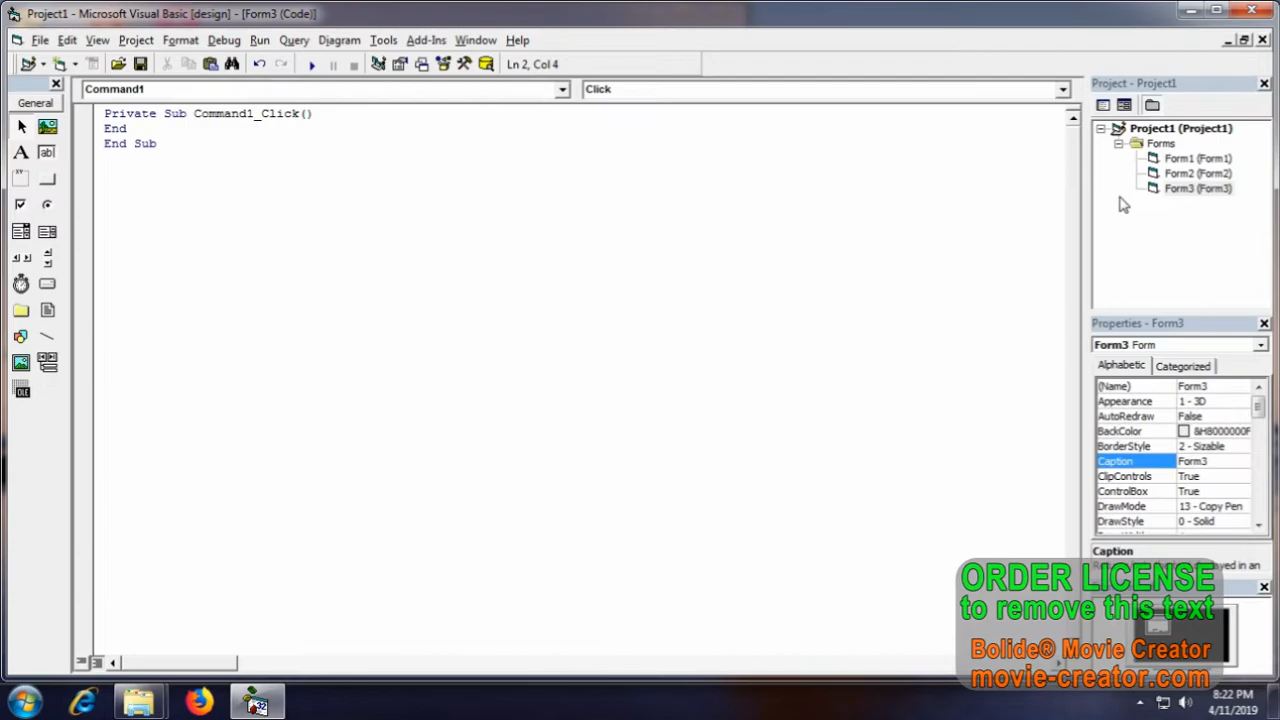 Project1 - Microsoft Visual Basic [design] - [Form3 (Code)]
File Edit View Project Format Debug Run Query Diagram Tools Add-Ins Window Help
Ln 2, Col 4
General
Command1
Click
Private Sub Command1_Click()
End
End Sub
Project - Project1
Project1 (Project1)
Forms
Form1 (Form1)
Form2 (Form2)
Form3 (Form3)
Properties - Form3
Form3 Form
Alphabetic Categorized
(Name) Form3
Appearance 1 - 3D
AutoRedraw False
BackColor &H8000000F
BorderStyle 2 - Sizable
Caption Form3
ClipControls True
ControlBox True
DrawMode 13 - Copy Pen
DrawStyle 0 - Solid
Caption
ORDER LICENSE
to remove this text
Bolide® Movie Creator
movie-creator.com
8:22 PM
4/11/2019